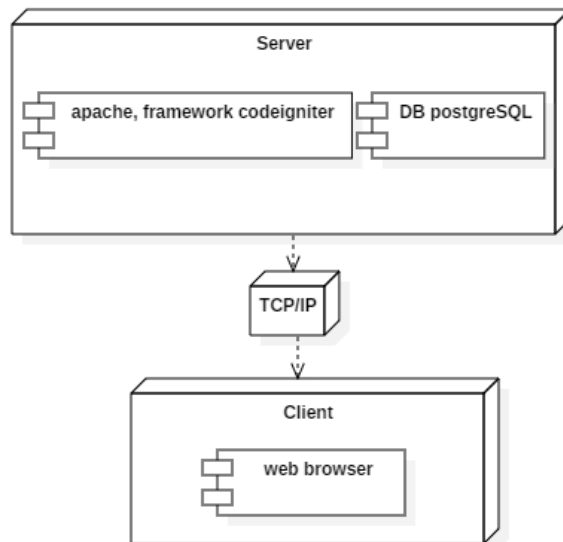 Server
apache, framework codeigniter
DB postgreSQL
TCP/IP
Client
web browser